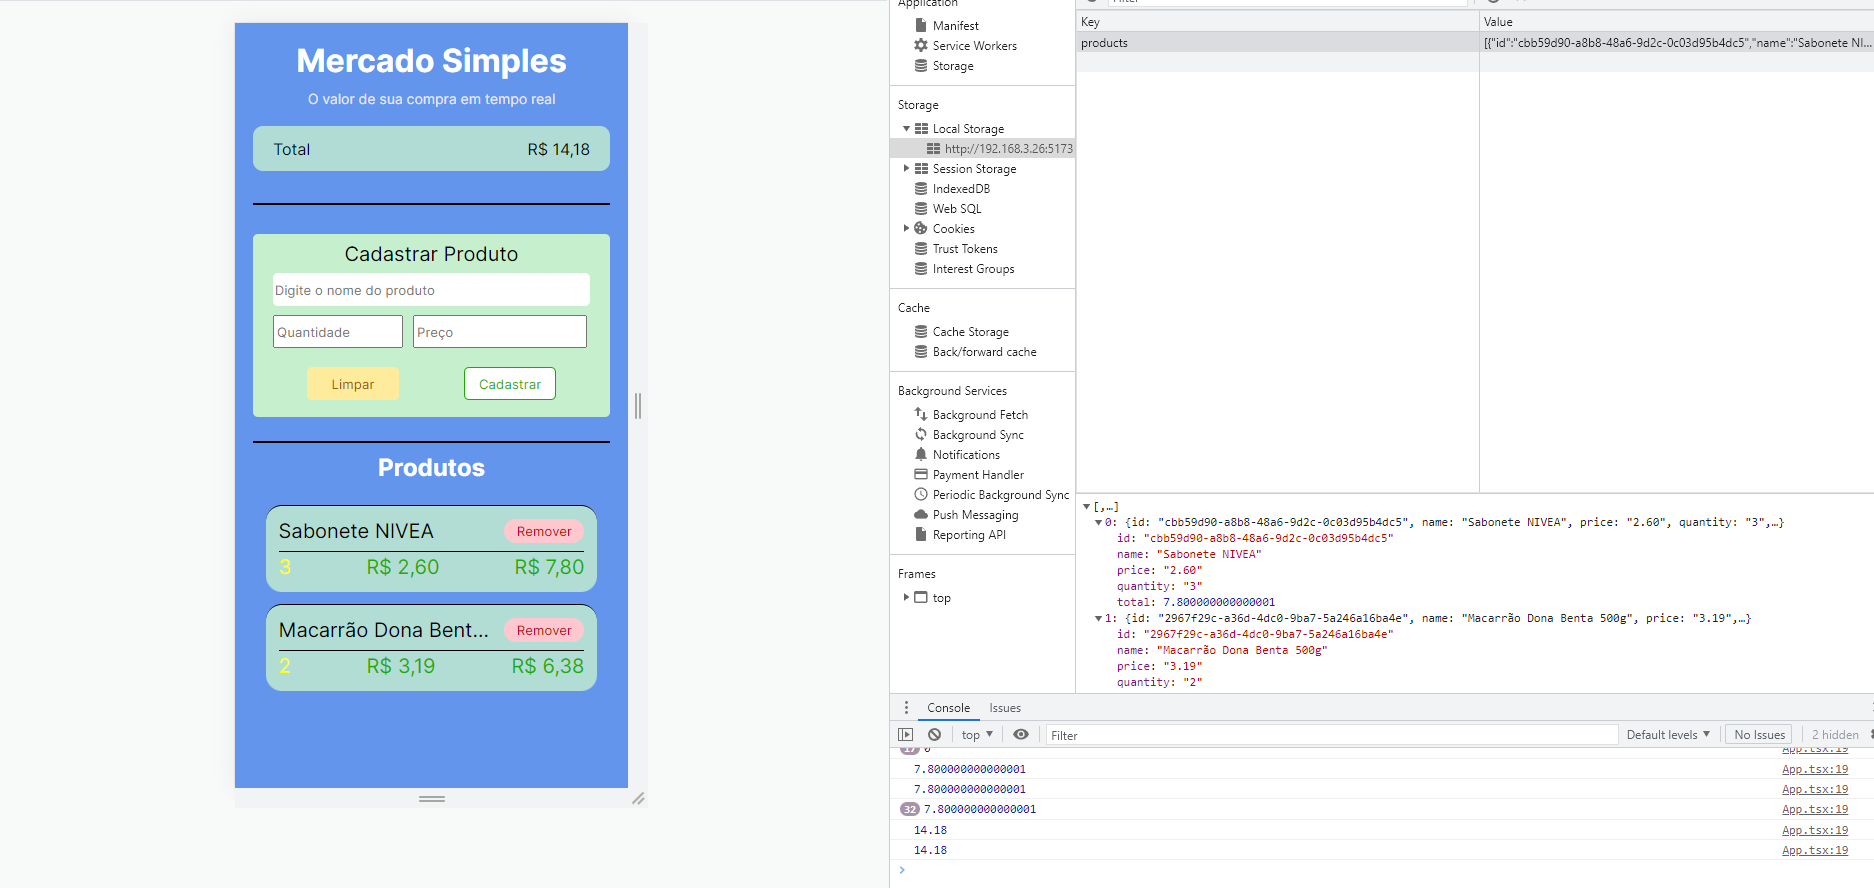 Mercado Simples
O valor de sua compra em tempo real
Total R$ 14,18
Cadastrar Produto
Digite o nome do produto
Quantidade Preço
Limpar Cadastrar
Produtos
Sabonete NIVEA Remover
3 R$ 2,60 R$ 7,80
Macarrão Dona Bent... Remover
2 R$ 3,19 R$ 6,38
Application
Manifest
Service Workers
Storage
Storage
Local Storage
http://192.168.3.26:5173
Session Storage
IndexedDB
Web SQL
Cookies
Trust Tokens
Interest Groups
Cache
Cache Storage
Back/forward cache
Background Services
Background Fetch
Background Sync
Notifications
Payment Handler
Periodic Background Sync
Push Messaging
Reporting API
Frames
top
Filter
Key Value
products [{"id":"cbb59d90-a8b8-48a6-9d2c-0c03d95b4dc5","name":"Sabonete NI...
[,…]
0: {id: "cbb59d90-a8b8-48a6-9d2c-0c03d95b4dc5", name: "Sabonete NIVEA", price: "2.60", quantity: "3",…}
id: "cbb59d90-a8b8-48a6-9d2c-0c03d95b4dc5"
name: "Sabonete NIVEA"
price: "2.60"
quantity: "3"
total: 7.800000000000001
1: {id: "2967f29c-a36d-4dc0-9ba7-5a246a16ba4e", name: "Macarrão Dona Benta 500g", price: "3.19",…}
id: "2967f29c-a36d-4dc0-9ba7-5a246a16ba4e"
name: "Macarrão Dona Benta 500g"
price: "3.19"
quantity: "2"
Console Issues
top Filter Default levels No Issues 2 hidden
17 0 App.tsx:19
7.800000000000001 App.tsx:19
7.800000000000001 App.tsx:19
32 7.800000000000001 App.tsx:19
14.18 App.tsx:19
14.18 App.tsx:19